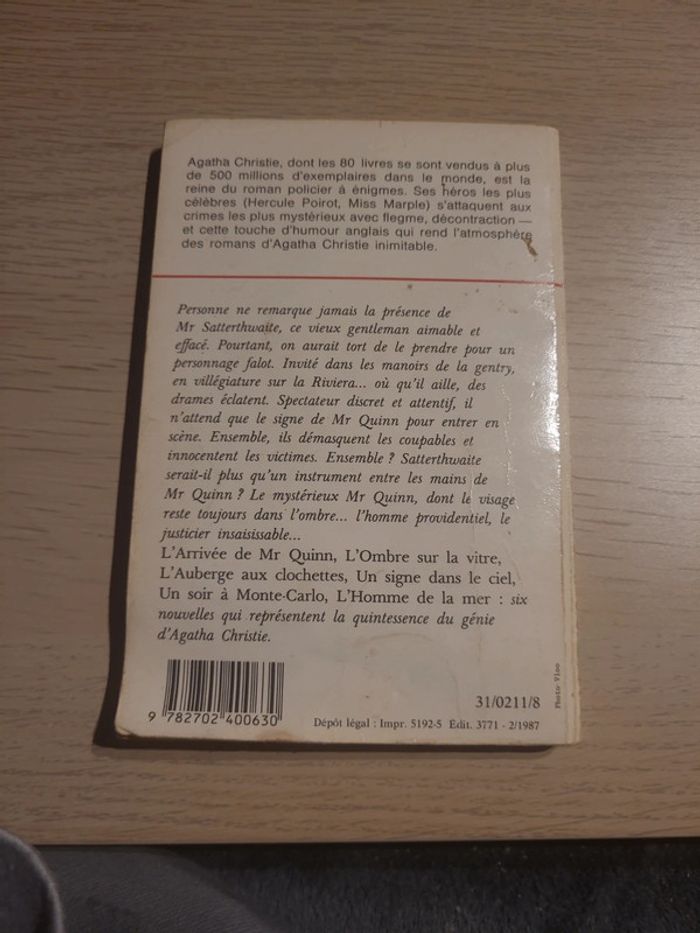 Agatha Christie, dont les 80 livres se sont vendus à plus
de 500 millions d'exemplaires dans le monde, est la
reine du roman policier à énigmes. Ses héros les plus
célèbres (Hercule Poirot, Miss Marple) s'attaquent aux
crimes les plus mystérieux avec flegme, décontraction —
et cette touche d'humour anglais qui rend l'atmosphère
des romans d'Agatha Christie inimitable.
Personne ne remarque jamais la présence de
Mr Satterthwaite, ce vieux gentleman aimable et
effacé. Pourtant, on aurait tort de le prendre pour un
personnage falot. Invité dans les manoirs de la gentry,
en villégiature sur la Riviera... où qu'il aille, des
drames éclatent. Spectateur discret et attentif, il
n'attend que le signe de Mr Quinn pour entrer en
scène. Ensemble, ils démasquent les coupables et
innocentent les victimes. Ensemble ? Satterthwaite
serait-il plus qu'un instrument entre les mains de
Mr Quinn ? Le mystérieux Mr Quinn, dont le visage
reste toujours dans l'ombre... l'homme providentiel, le
justicier insaisissable...
L'Arrivée de Mr Quinn, L'Ombre sur la vitre,
L'Auberge aux clochettes, Un signe dans le ciel,
Un soir à Monte-Carlo, L'Homme de la mer : six
nouvelles qui représentent la quintessence du génie
d'Agatha Christie.
Photo Vloo
31/0211/8
9 782702 400630
Dépôt légal : Impr. 5192-5 Édit. 3771 - 2/1987